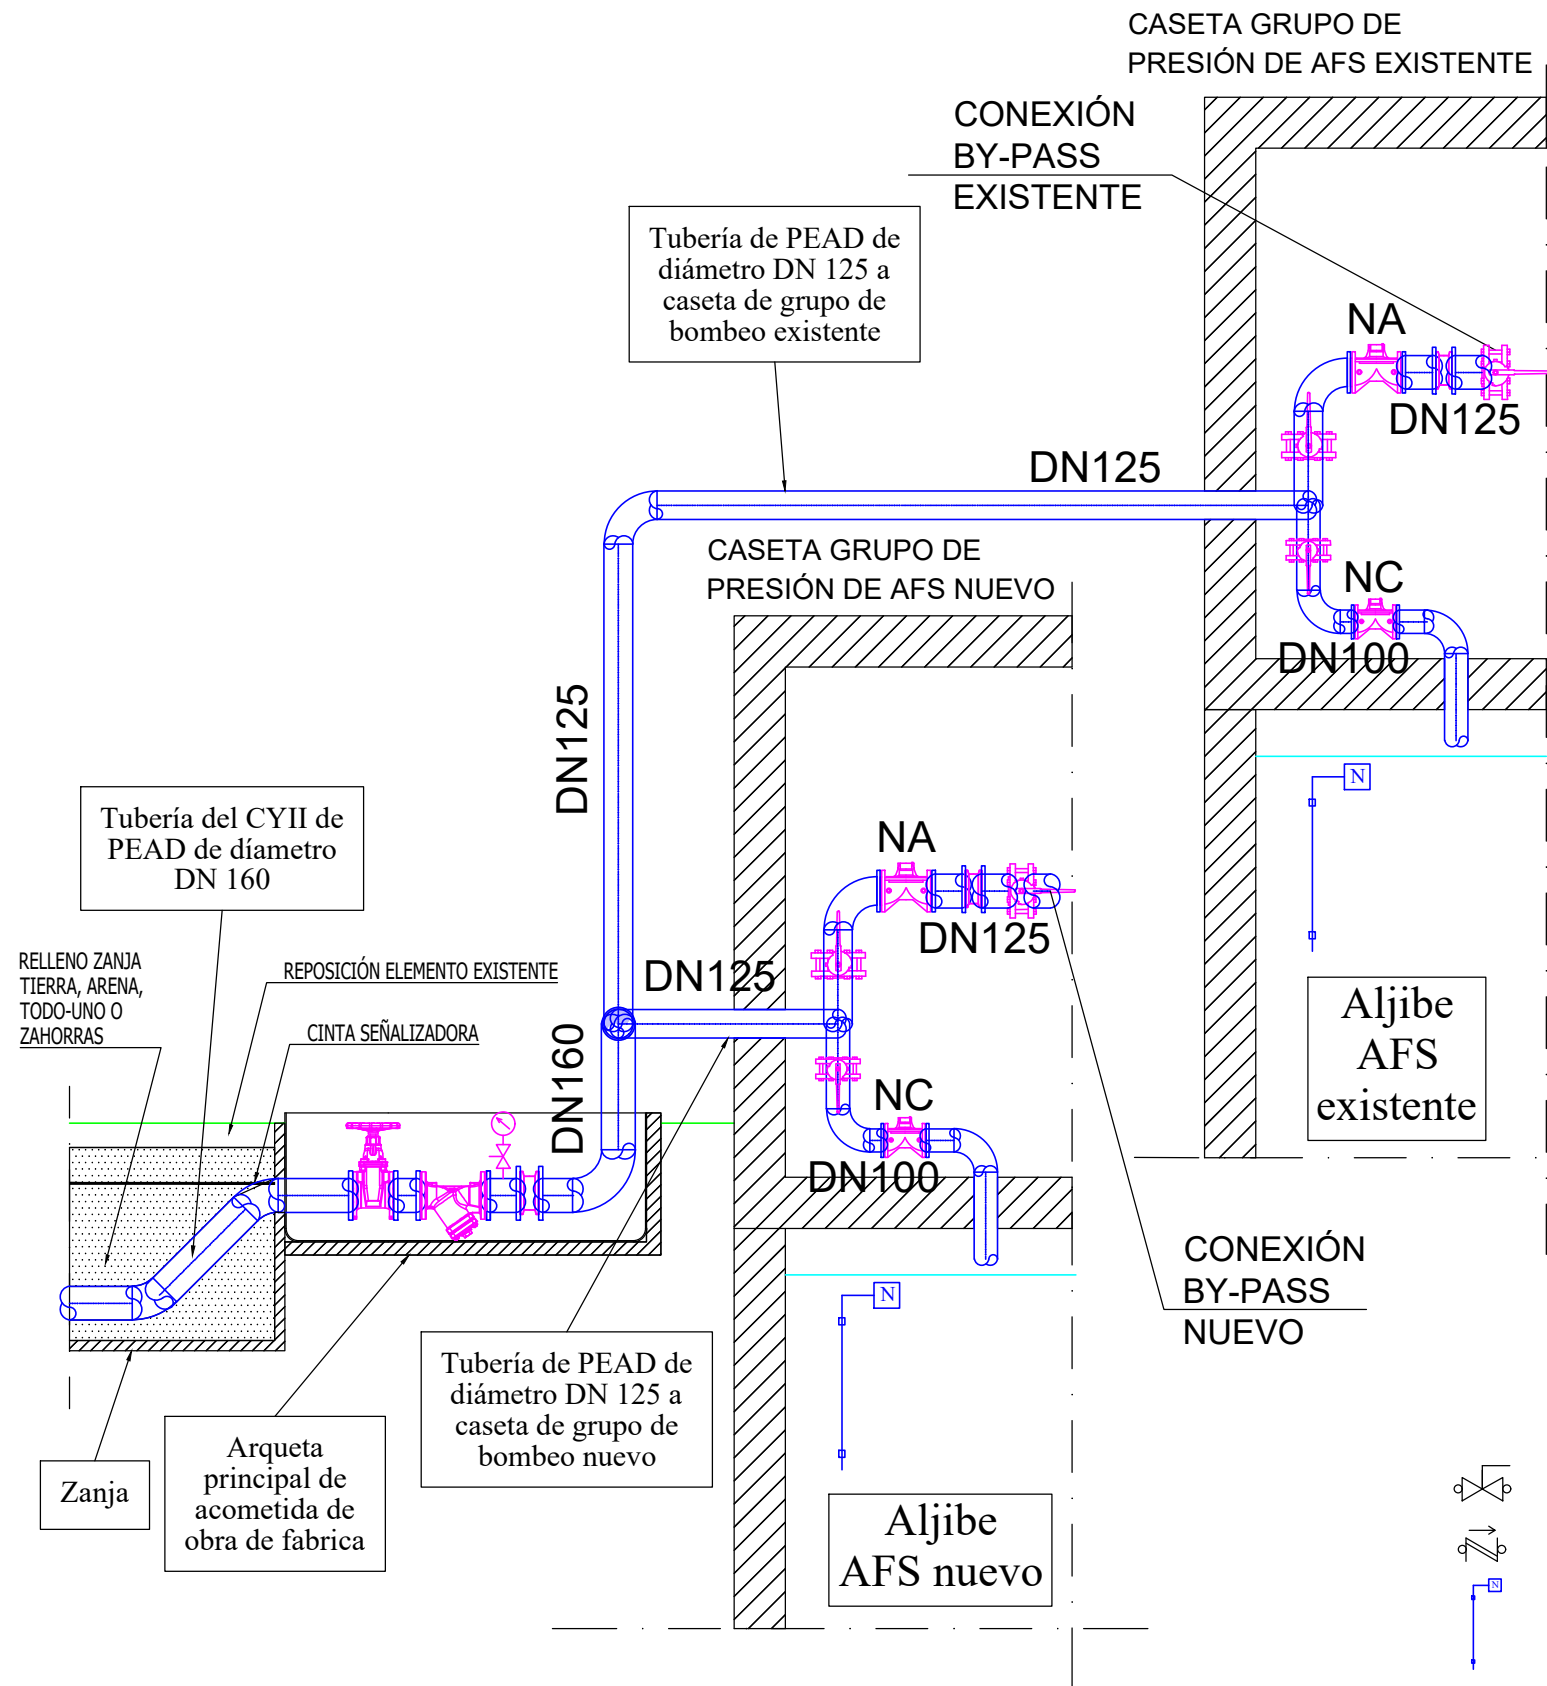 CASETA GRUPO DE
PRESIÓN DE AFS EXISTENTE
CONEXIÓN
BY-PASS
EXISTENTE
Tubería de PEAD de
diámetro DN 125 a
caseta de grupo de
bombeo existente
NA
DN125
DN125
CASETA GRUPO DE
PRESIÓN DE AFS NUEVO
NC
DN100
DN125
N
Tubería del CYII de
PEAD de díametro
DN 160
NA
DN125
RELLENO ZANJA
TIERRA, ARENA,
TODO-UNO O
ZAHORRAS
REPOSICIÓN ELEMENTO EXISTENTE
DN125
CINTA SEÑALIZADORA
Aljibe
AFS
existente
DN160
NC
DN100
CONEXIÓN
BY-PASS
NUEVO
N
Tubería de PEAD de
diámetro DN 125 a
caseta de grupo de
bombeo nuevo
Arqueta
principal de
acometida de
obra de fabrica
Zanja
Aljibe
AFS nuevo
N